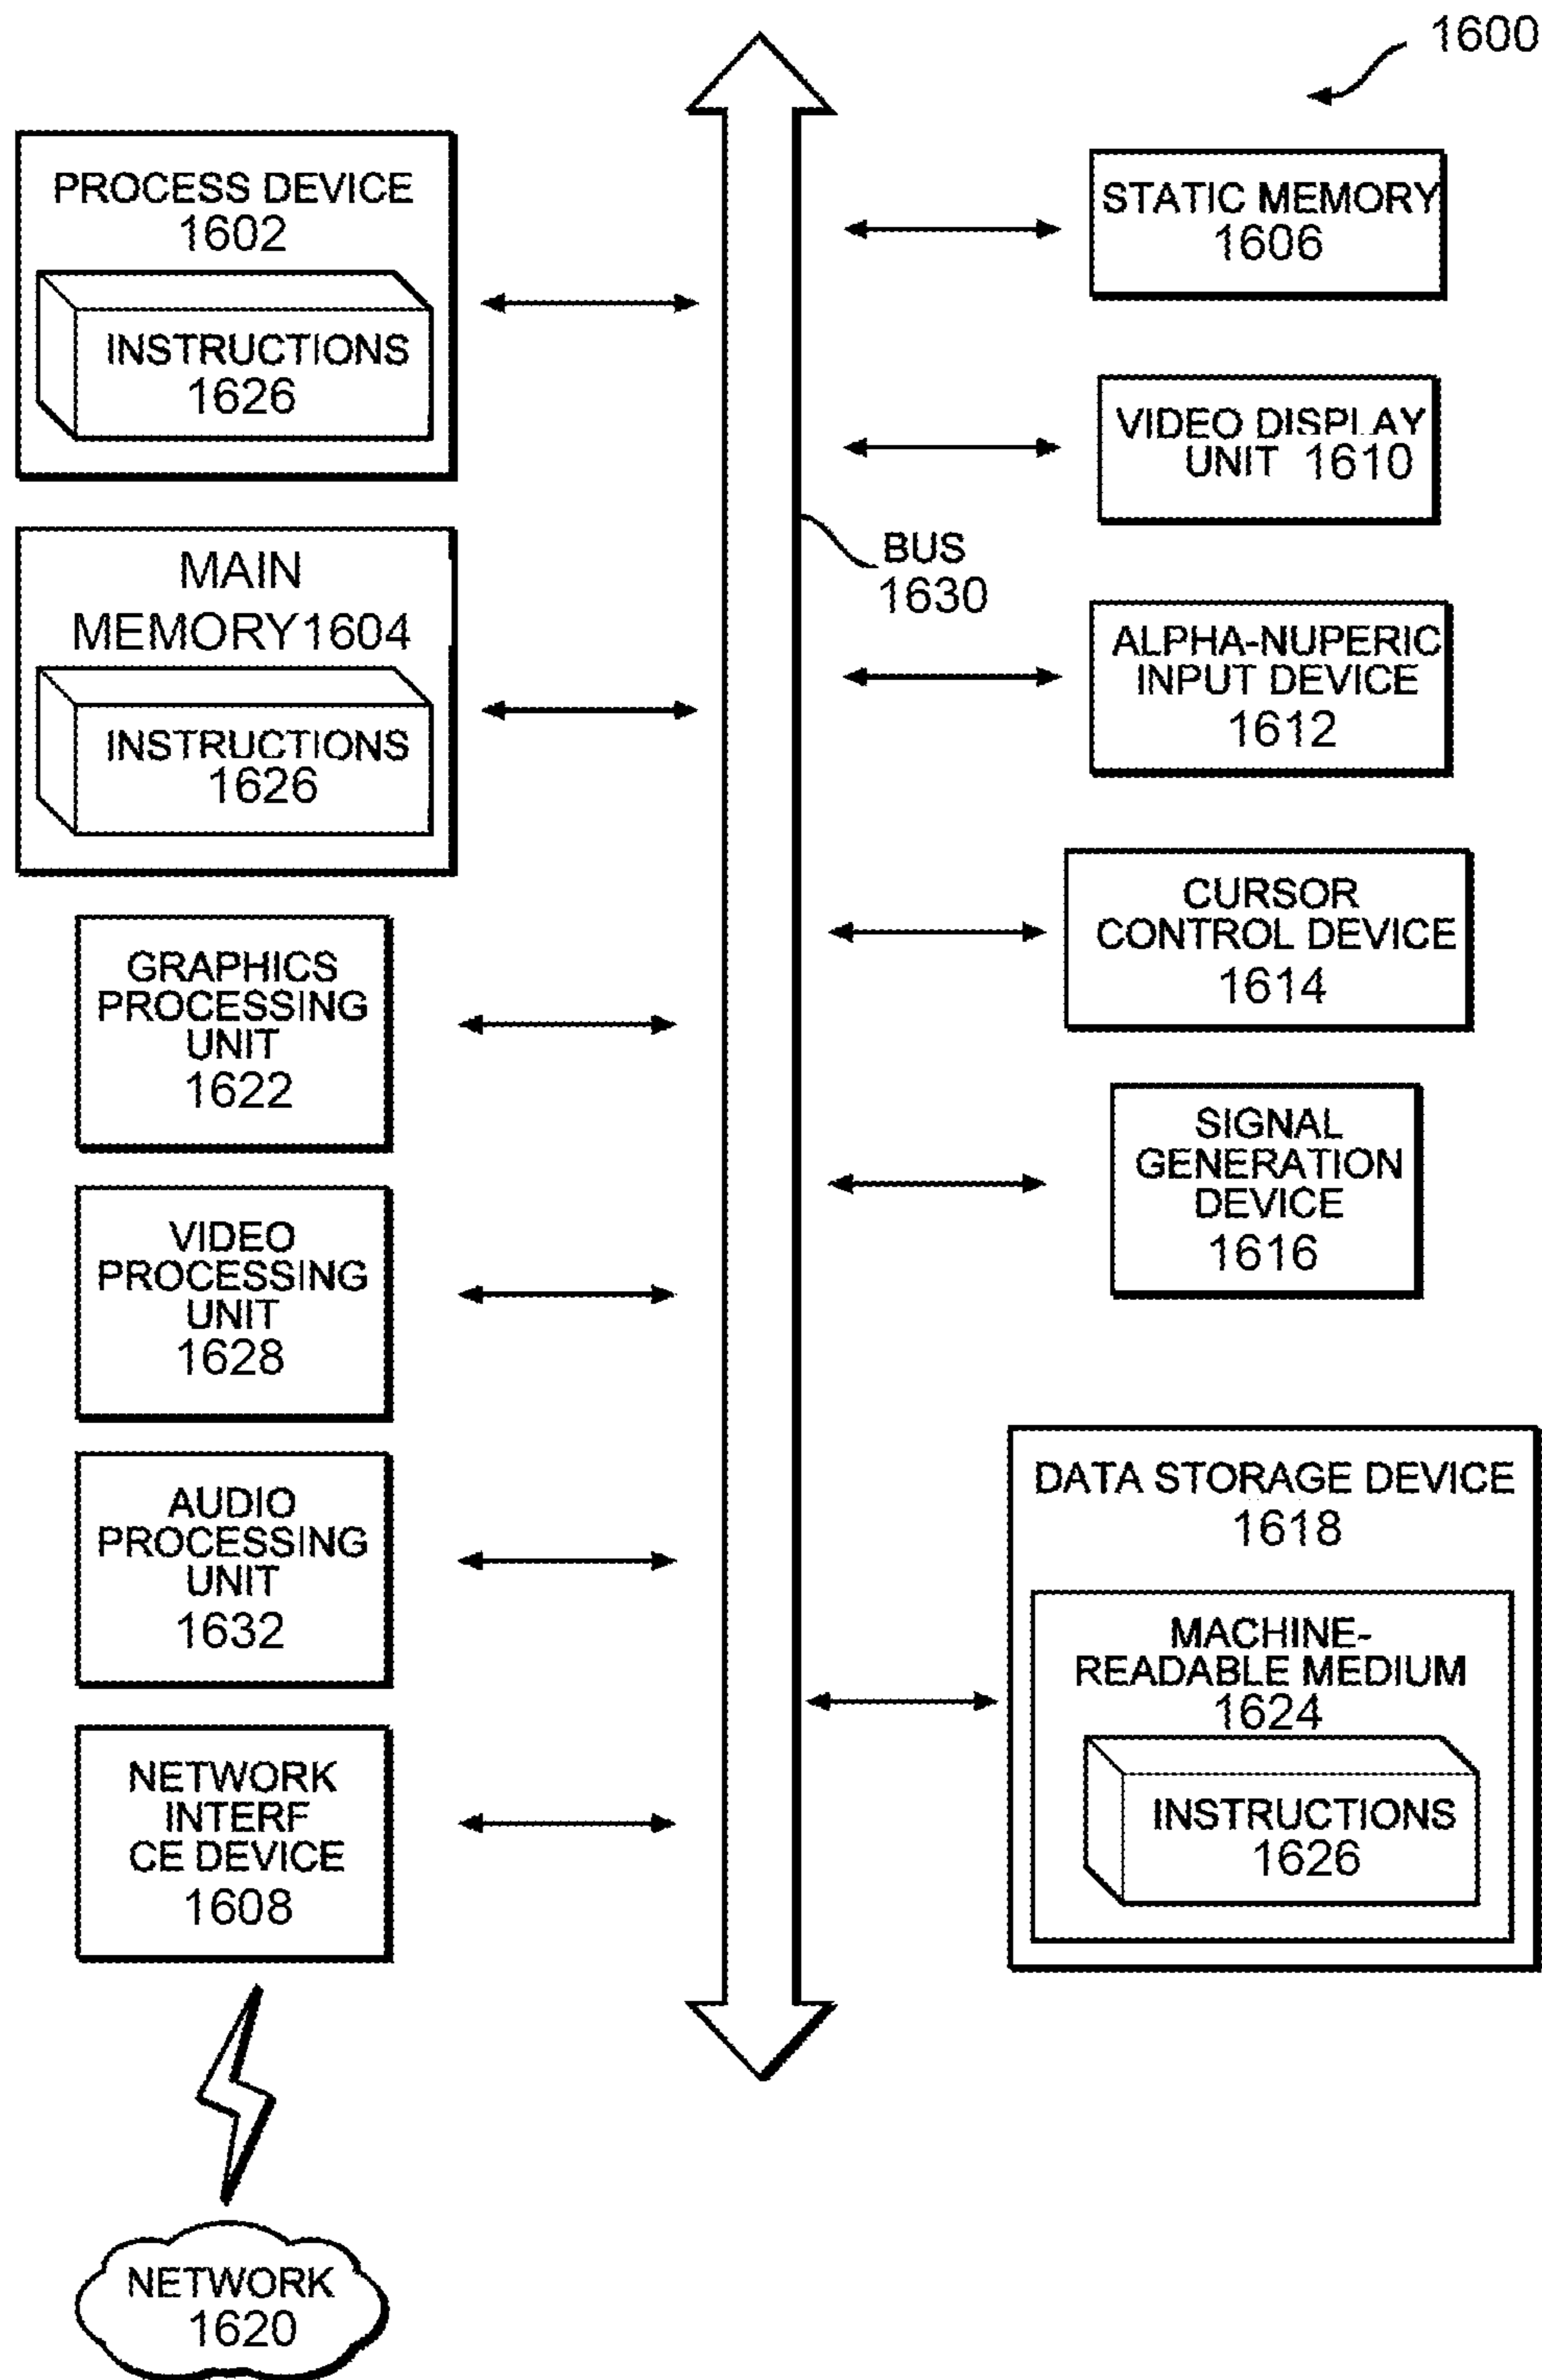 1600
PROCESS DEVICE
1602
INSTRUCTIONS
1626
MAIN
MEMORY1604
INSTRUCTIONS
1626
GRAPHICS
PROCESSING
UNIT
1622
VIDEO
PROCESSING
UNIT
1628
AUDIO
PROCESSING
UNIT
1632
NETWORK
INTERF
CE DEVICE
1608
NETWORK
1620
BUS
1630
STATIC MEMORY
1606
VIDEO DISPLAY
UNIT 1610
ALPHA-NUPERIC
INPUT DEVICE
1612
CURSOR
CONTROL DEVICE
1614
SIGNAL
GENERATION
DEVICE
1616
DATA STORAGE DEVICE
1618
MACHINE-
READABLE MEDIUM
1624
INSTRUCTIONS
1626